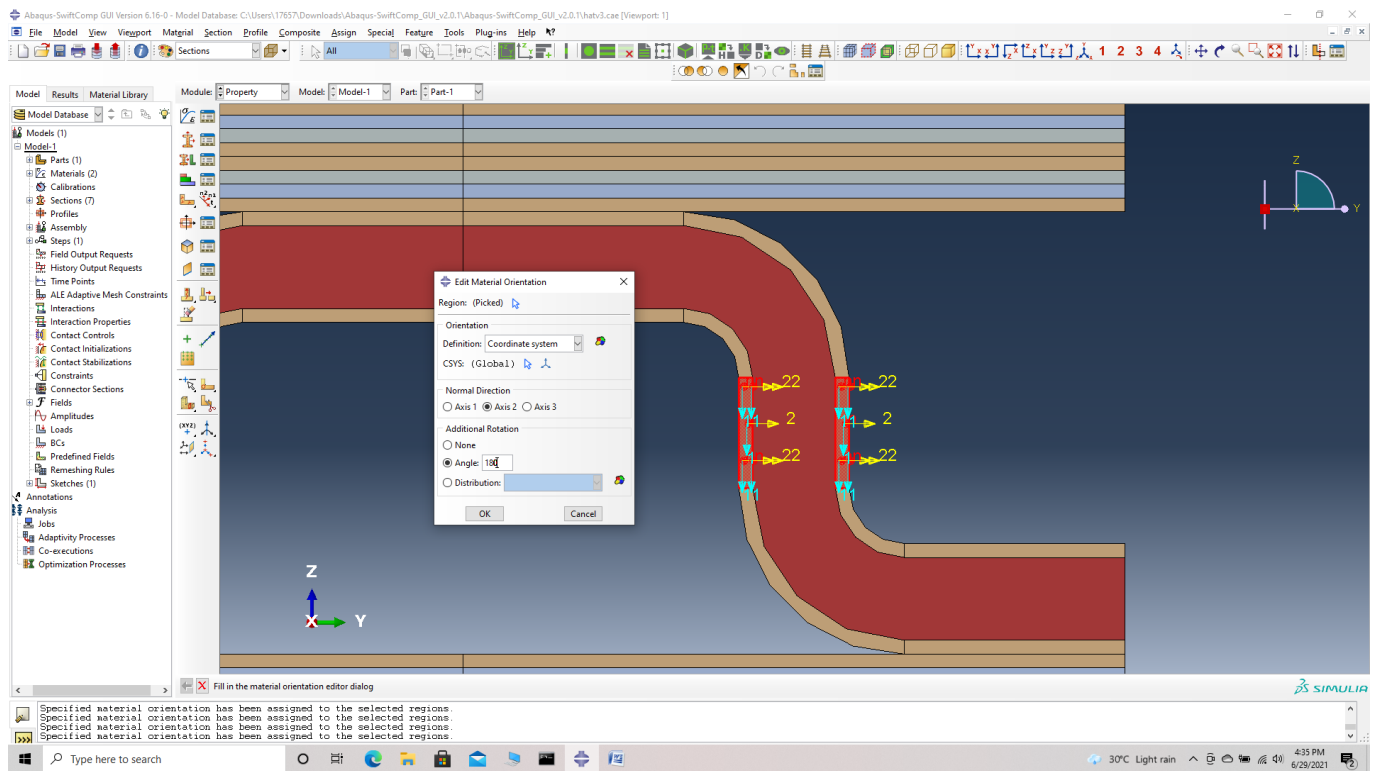 Abaqus-SwiftComp GUI Version 6.16-0 - Model Database: C:\Users\17657\Downloads\Abaqus-SwiftComp_GUI_v2.0.1\Abaqus-SwiftComp_GUI_v2.0.1\hatv3.cae [Viewport: 1]
File Model View Viewport Material Section Profile Composite Assign Special Feature Tools Plug-ins Help
Sections All 1 2 3 4
Model Results Material Library Module: Property Model: Model-1 Part: Part-1
Model Database
Models (1)
Model-1
Parts (1)
Materials (2)
Calibrations
Sections (7)
Profiles
Assembly
Steps (1)
Field Output Requests
History Output Requests
Time Points
ALE Adaptive Mesh Constraints
Interactions
Interaction Properties
Contact Controls
Contact Initializations
Contact Stabilizations
Constraints
Connector Sections
Fields
Amplitudes
Loads
BCs
Predefined Fields
Remeshing Rules
Sketches (1)
Annotations
Analysis
Jobs
Adaptivity Processes
Co-executions
Optimization Processes
Z
X Y
Edit Material Orientation
Region: (Picked)
Orientation
Definition: Coordinate system
CSYS: (Global)
Normal Direction
Axis 1 Axis 2 Axis 3
Additional Rotation
None
Angle: 180
Distribution:
OK Cancel
22 22
2 2
22 22
Z
X Y
Fill in the material orientation editor dialog
SIMULIA
Specified material orientation has been assigned to the selected regions.
Specified material orientation has been assigned to the selected regions.
Specified material orientation has been assigned to the selected regions.
Specified material orientation has been assigned to the selected regions.
Type here to search
30°C Light rain
4:35 PM
6/29/2021